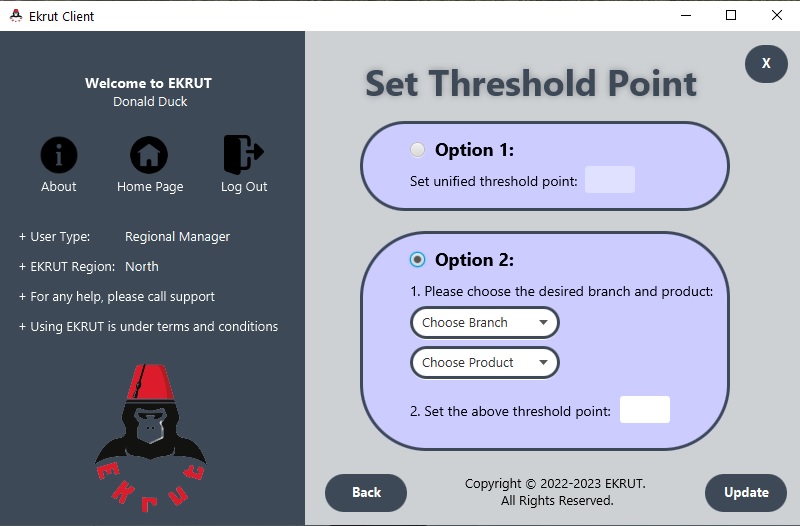 Ekrut Client
Welcome to EKRUT
Donald Duck
About
Home Page
Log Out
+ User Type: Regional Manager
+ EKRUT Region: North
+ For any help, please call support
+ Using EKRUT is under terms and conditions
Ekrut
X
Set Threshold Point
Option 1:
Set unified threshold point:
Option 2:
1. Please choose the desired branch and product:
Choose Branch
Choose Product
2. Set the above threshold point:
Back
Copyright © 2022-2023 EKRUT.
All Rights Reserved.
Update